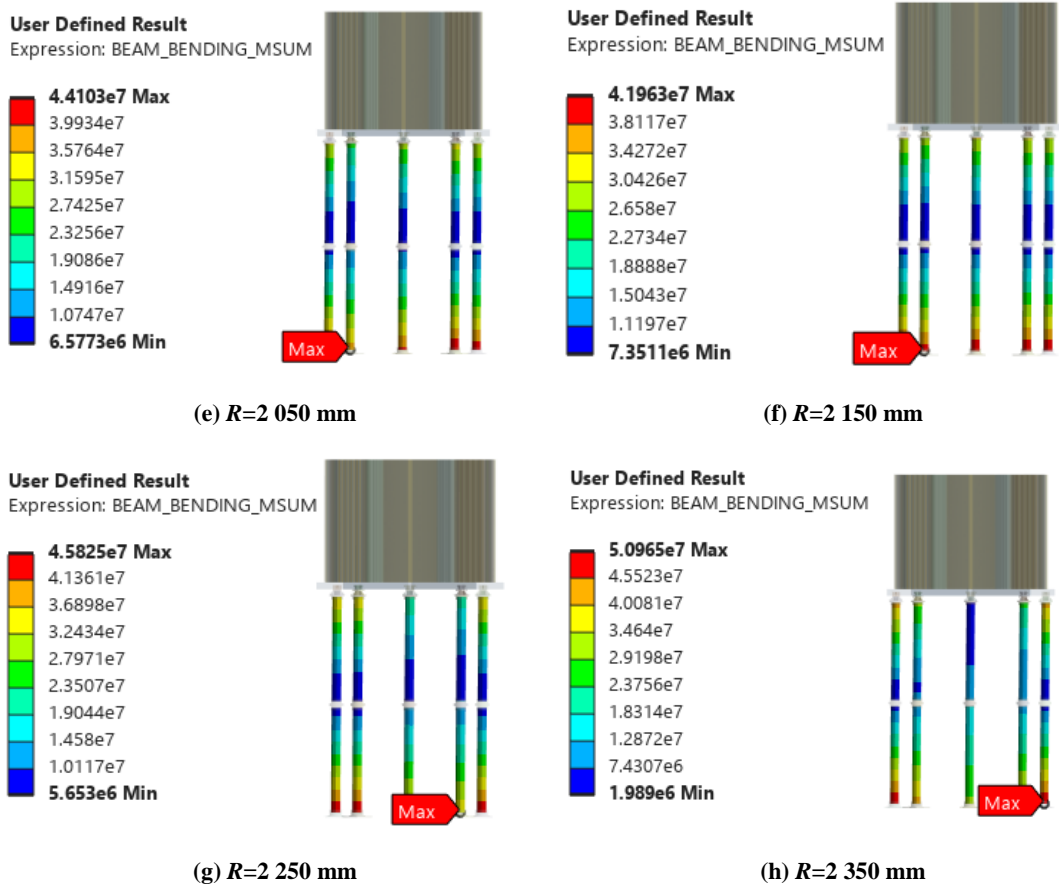 User Defined Result
Expression: BEAM_BENDING_MSUM
4.4103e7 Max
3.9934e7
3.5764e7
3.1595e7
2.7425e7
2.3256e7
1.9086e7
1.4916e7
1.0747e7
6.5773e6 Min
Max
(e) R=2 050 mm
User Defined Result
Expression: BEAM_BENDING_MSUM
4.1963e7 Max
3.8117e7
3.4272e7
3.0426e7
2.658e7
2.2734e7
1.8888e7
1.5043e7
1.1197e7
7.3511e6 Min
Max
(f) R=2 150 mm
User Defined Result
Expression: BEAM_BENDING_MSUM
4.5825e7 Max
4.1361e7
3.6898e7
3.2434e7
2.7971e7
2.3507e7
1.9044e7
1.458e7
1.0117e7
5.653e6 Min
Max
(g) R=2 250 mm
User Defined Result
Expression: BEAM_BENDING_MSUM
5.0965e7 Max
4.5523e7
4.0081e7
3.464e7
2.9198e7
2.3756e7
1.8314e7
1.2872e7
7.4307e6
1.989e6 Min
Max
(h) R=2 350 mm